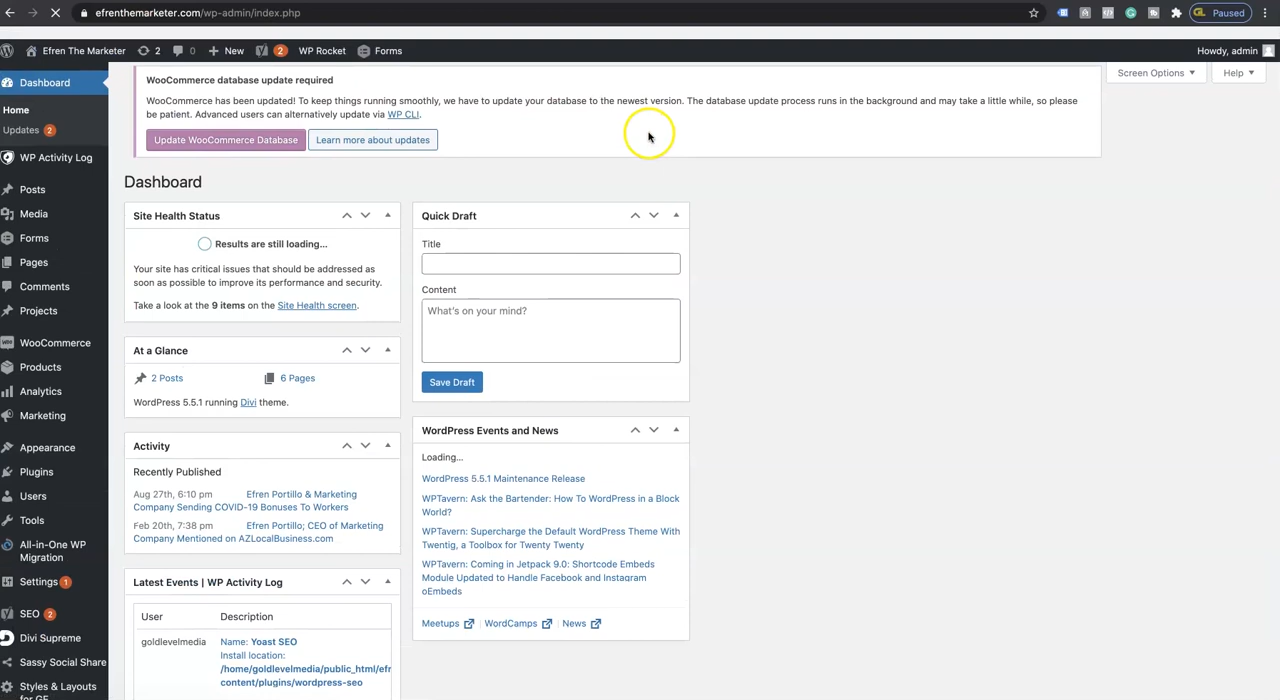 efrenthemarketer.com/wp-admin/index.php
GL Paused
Efren The Marketer 2 0 New 2 WP Rocket Forms Howdy, admin
Screen Options ▼ Help ▼
Dashboard
Home
Updates 2
WP Activity Log
Posts
Media
Forms
Pages
Comments
Projects
WooCommerce
Products
Analytics
Marketing
Appearance
Plugins
Users
Tools
All-in-One WP
Migration
Settings 1
SEO 2
Divi Supreme
Sassy Social Share
Styles & Layouts
for GF
WooCommerce database update required
WooCommerce has been updated! To keep things running smoothly, we have to update your database to the newest version. The database update process runs in the background and may take a little while, so please
be patient. Advanced users can alternatively update via WP CLI.
Update WooCommerce Database Learn more about updates
Dashboard
Site Health Status
Results are still loading...
Your site has critical issues that should be addressed as
soon as possible to improve its performance and security.
Take a look at the 9 items on the Site Health screen.
At a Glance
2 Posts 6 Pages
WordPress 5.5.1 running Divi theme.
Activity
Recently Published
Aug 27th, 6:10 pm Efren Portillo & Marketing
Company Sending COVID-19 Bonuses To Workers
Feb 20th, 7:38 pm Efren Portillo; CEO of Marketing
Company Mentioned on AZLocalBusiness.com
Latest Events | WP Activity Log
User Description
goldlevelmedia Name: Yoast SEO
Install location:
/home/goldlevelmedia/public_html/efr
content/plugins/wordpress-seo
Quick Draft
Title
Content
What's on your mind?
Save Draft
WordPress Events and News
Loading...
WordPress 5.5.1 Maintenance Release
WPTavern: Ask the Bartender: How To WordPress in a Block
World?
WPTavern: Supercharge the Default WordPress Theme With
Twentig, a Toolbox for Twenty Twenty
WPTavern: Coming in Jetpack 9.0: Shortcode Embeds
Module Updated to Handle Facebook and Instagram
oEmbeds
Meetups | WordCamps | News